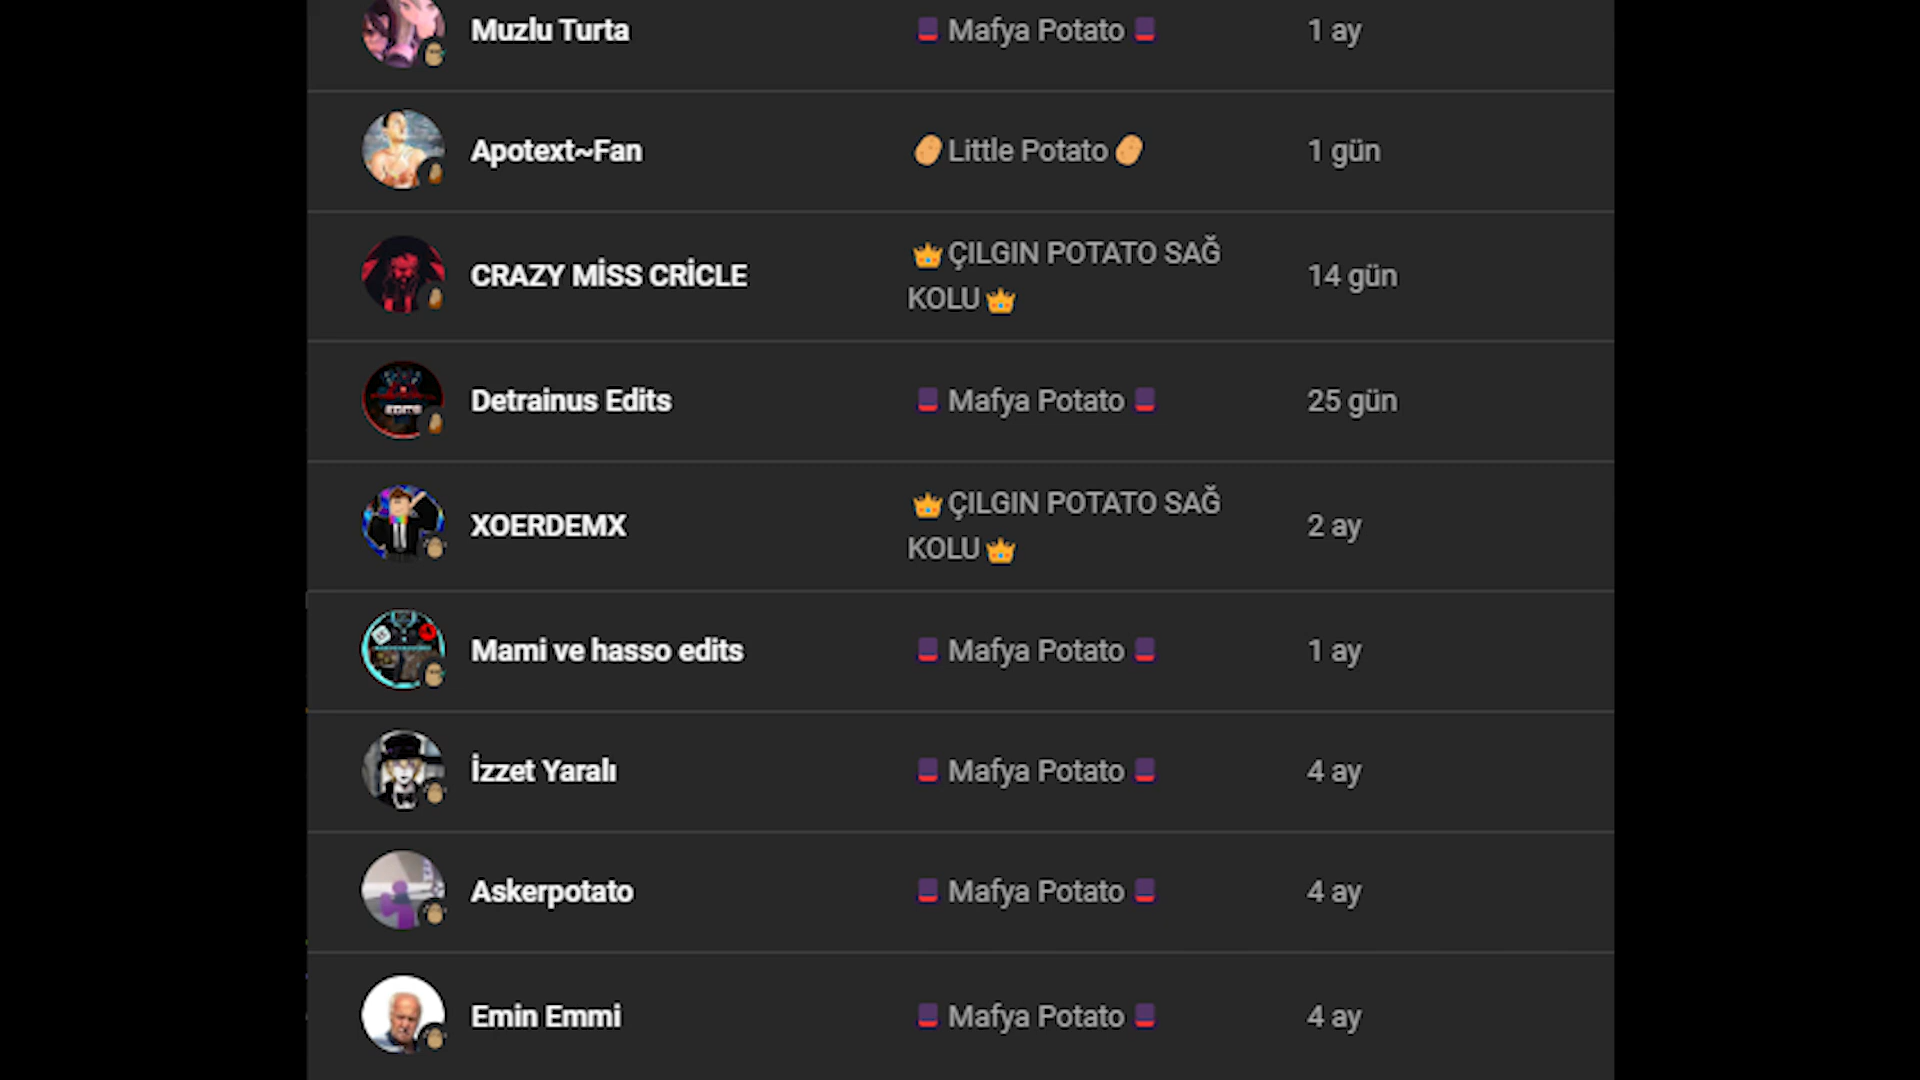 Muzlu Turta Mafya Potato 1 ay
Apotext~Fan Little Potato 1 gün
CRAZY MİSS CRİCLE ÇILGIN POTATO SAĞ 14 gün
KOLU
Detrainus Edits Mafya Potato 25 gün
XOERDEMX ÇILGIN POTATO SAĞ 2 ay
KOLU
Mami ve hasso edits Mafya Potato 1 ay
İzzet Yaralı Mafya Potato 4 ay
Askerpotato Mafya Potato 4 ay
Emin Emmi Mafya Potato 4 ay